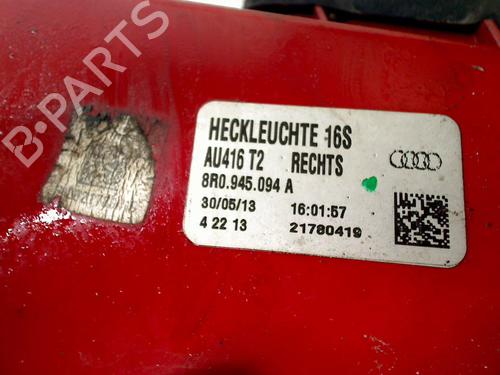 B-PARTS
HECKLEUCHTE 16S
AU416 T2 RECHTS
8R0.945.094 A
30/05/13 16:01:57
4 22 13 21780419